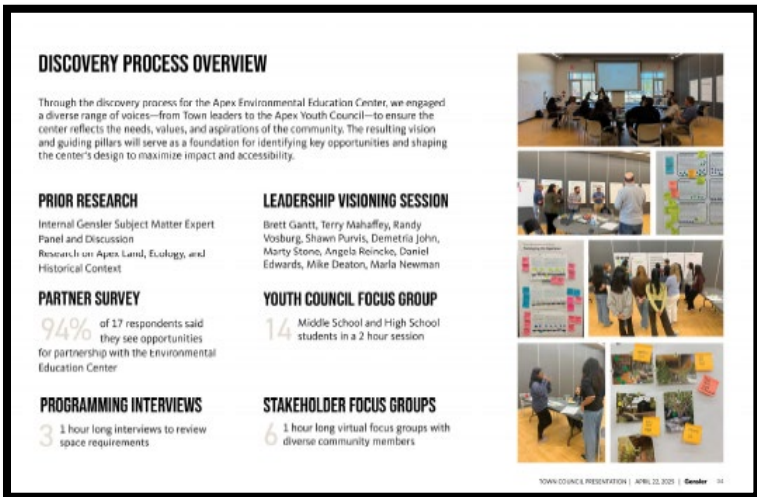 DISCOVERY PROCESS OVERVIEW
Through the discovery process for the Apex Environmental Education Center, we engaged
a diverse range of voices—from Town leaders to the Apex Youth Council—to ensure the
center reflects the needs, values, and aspirations of the community. The resulting vision
and guiding pillars will serve as a foundation for identifying key opportunities and shaping
the center's design to maximize impact and accessibility.
PRIOR RESEARCH
Internal Gensler Subject Matter Expert
Panel and Discussion
Research on Apex Land, Ecology, and
Historical Context
LEADERSHIP VISIONING SESSION
Brett Gantt, Terry Mahaffey, Randy
Vosburg, Shawn Purvis, Demetria John,
Marty Stone, Angela Reincke, Daniel
Edwards, Mike Deaton, Marla Newman
PARTNER SURVEY
94% of 17 respondents said
they see opportunities
for partnership with the Environmental
Education Center
YOUTH COUNCIL FOCUS GROUP
14 Middle School and High School
students in a 2 hour session
PROGRAMMING INTERVIEWS
3 1 hour long interviews to review
space requirements
STAKEHOLDER FOCUS GROUPS
6 1 hour long virtual focus groups with
diverse community members
TOWN COUNCIL PRESENTATION | APRIL 22, 2025 | Gensler